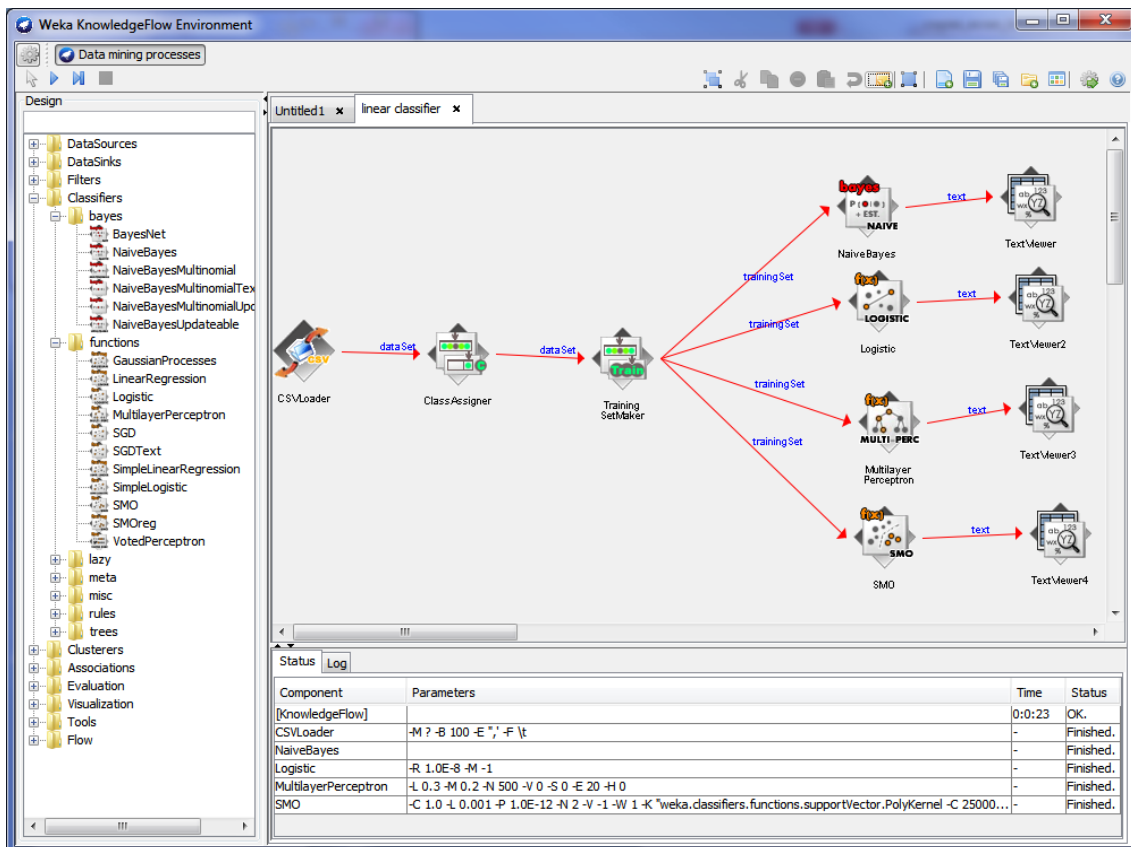 Weka KnowledgeFlow Environment
Data mining processes
Design
Untitled1
linear classifier
DataSources
DataSinks
Filters
Classifiers
bayes
BayesNet
NaiveBayes
NaiveBayesMultinomial
NaiveBayesMultinomialTex
NaiveBayesMultinomialUpc
NaiveBayesUpdateable
functions
GaussianProcesses
LinearRegression
Logistic
MultilayerPerceptron
SGD
SGDText
SimpleLinearRegression
SimpleLogistic
SMO
SMOreg
VotedPerceptron
lazy
meta
misc
rules
trees
Clusterers
Associations
Evaluation
Visualization
Tools
Flow
CSV
CSVLoader
dataSet
C
ClassAssigner
dataSet
Train
Training
SetMaker
trainingSet
trainingSet
trainingSet
trainingSet
bayes
+ EST.
NAIVE
NaiveBayes
text
TextViewer
f(x)
LOGISTIC
Logistic
text
TextViewer2
f(x)
MULTI-PERC
Multilayer
Perceptron
text
TextViewer3
f(x)
SMO
SMO
text
TextViewer4
Status Log
Component Parameters Time Status
[KnowledgeFlow] 0:0:23 OK.
CSVLoader -M ? -B 100 -E ",' -F \t - Finished.
NaiveBayes - Finished.
Logistic -R 1.0E-8 -M -1 - Finished.
MultilayerPerceptron -L 0.3 -M 0.2 -N 500 -V 0 -S 0 -E 20 -H 0 - Finished.
SMO -C 1.0 -L 0.001 -P 1.0E-12 -N 2 -V -1 -W 1 -K "weka.classifiers.functions.supportVector.PolyKernel -C 25000... - Finished.